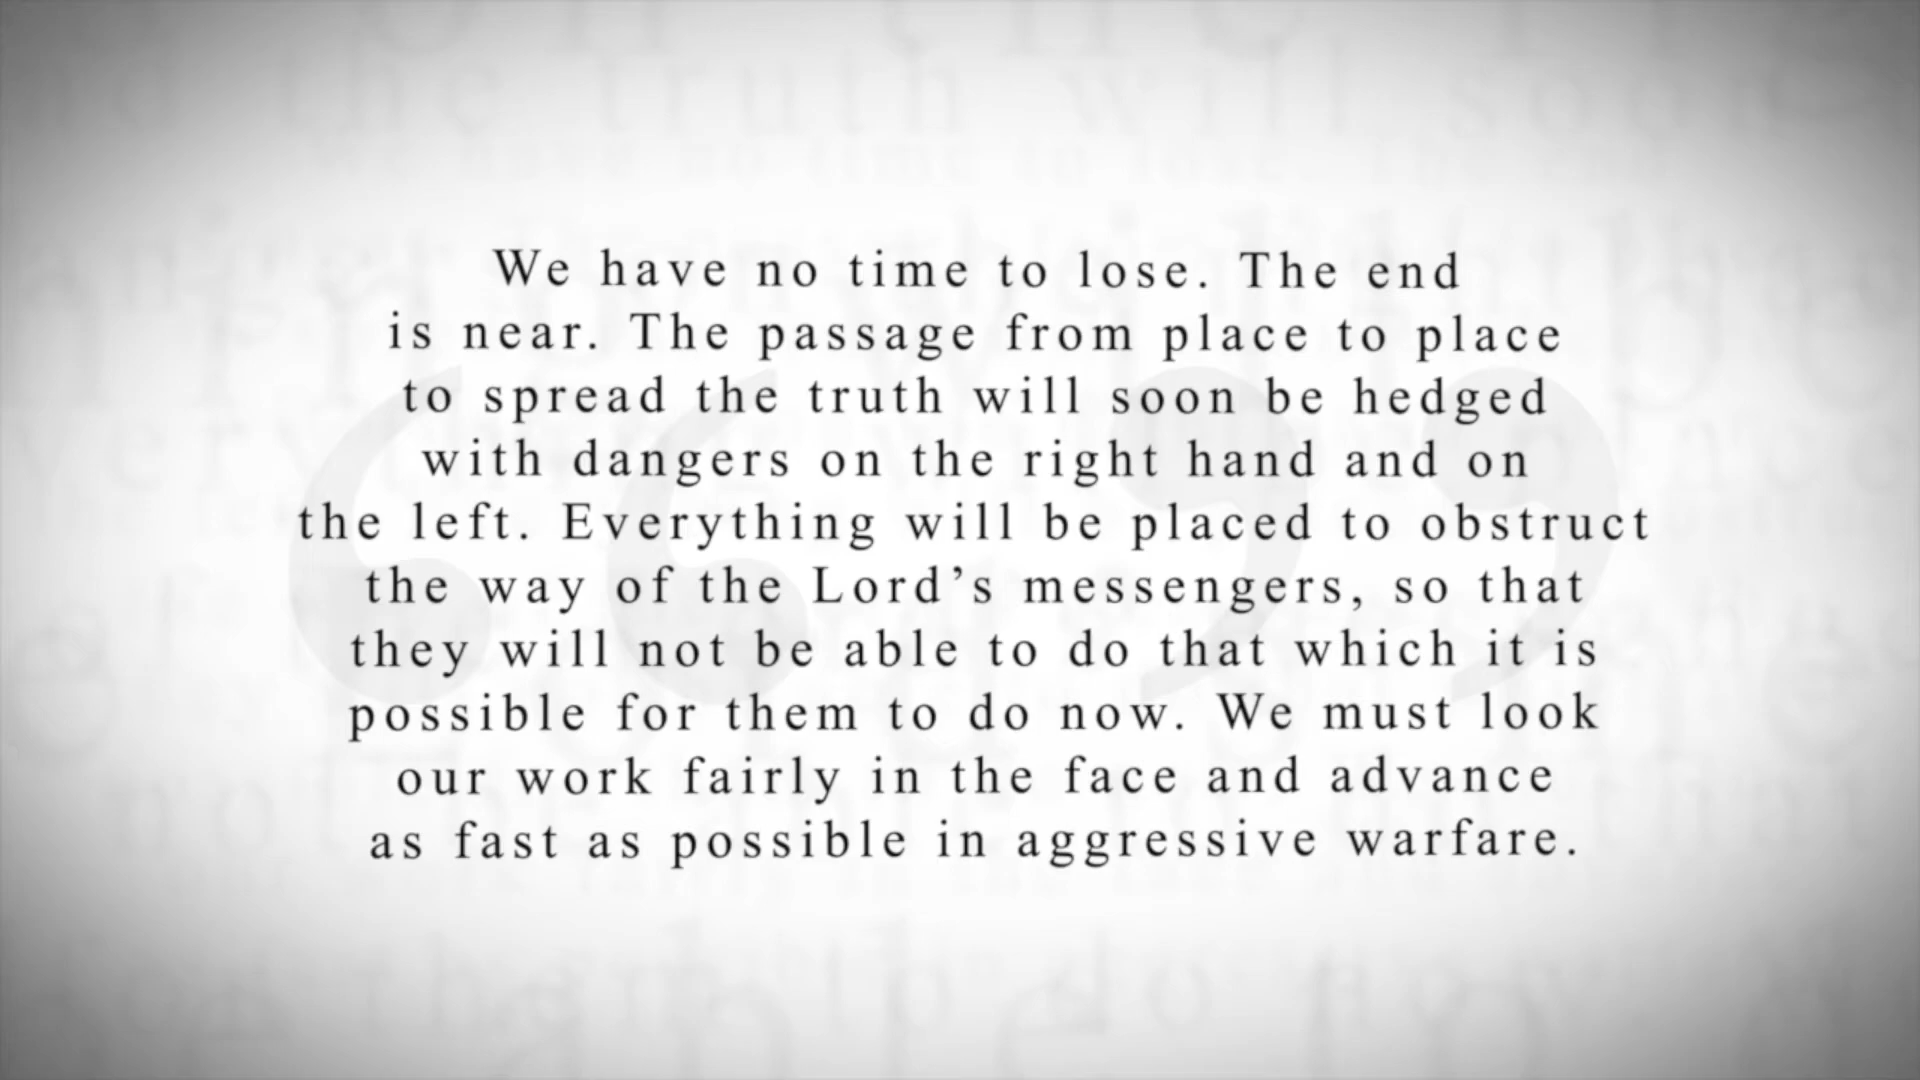 We have no time to lose. The end
is near. The passage from place to place
to spread the truth will soon be hedged
with dangers on the right hand and on
the left. Everything will be placed to obstruct
the way of the Lord’s messengers, so that
they will not be able to do that which it is
possible for them to do now. We must look
our work fairly in the face and advance
as fast as possible in aggressive warfare.